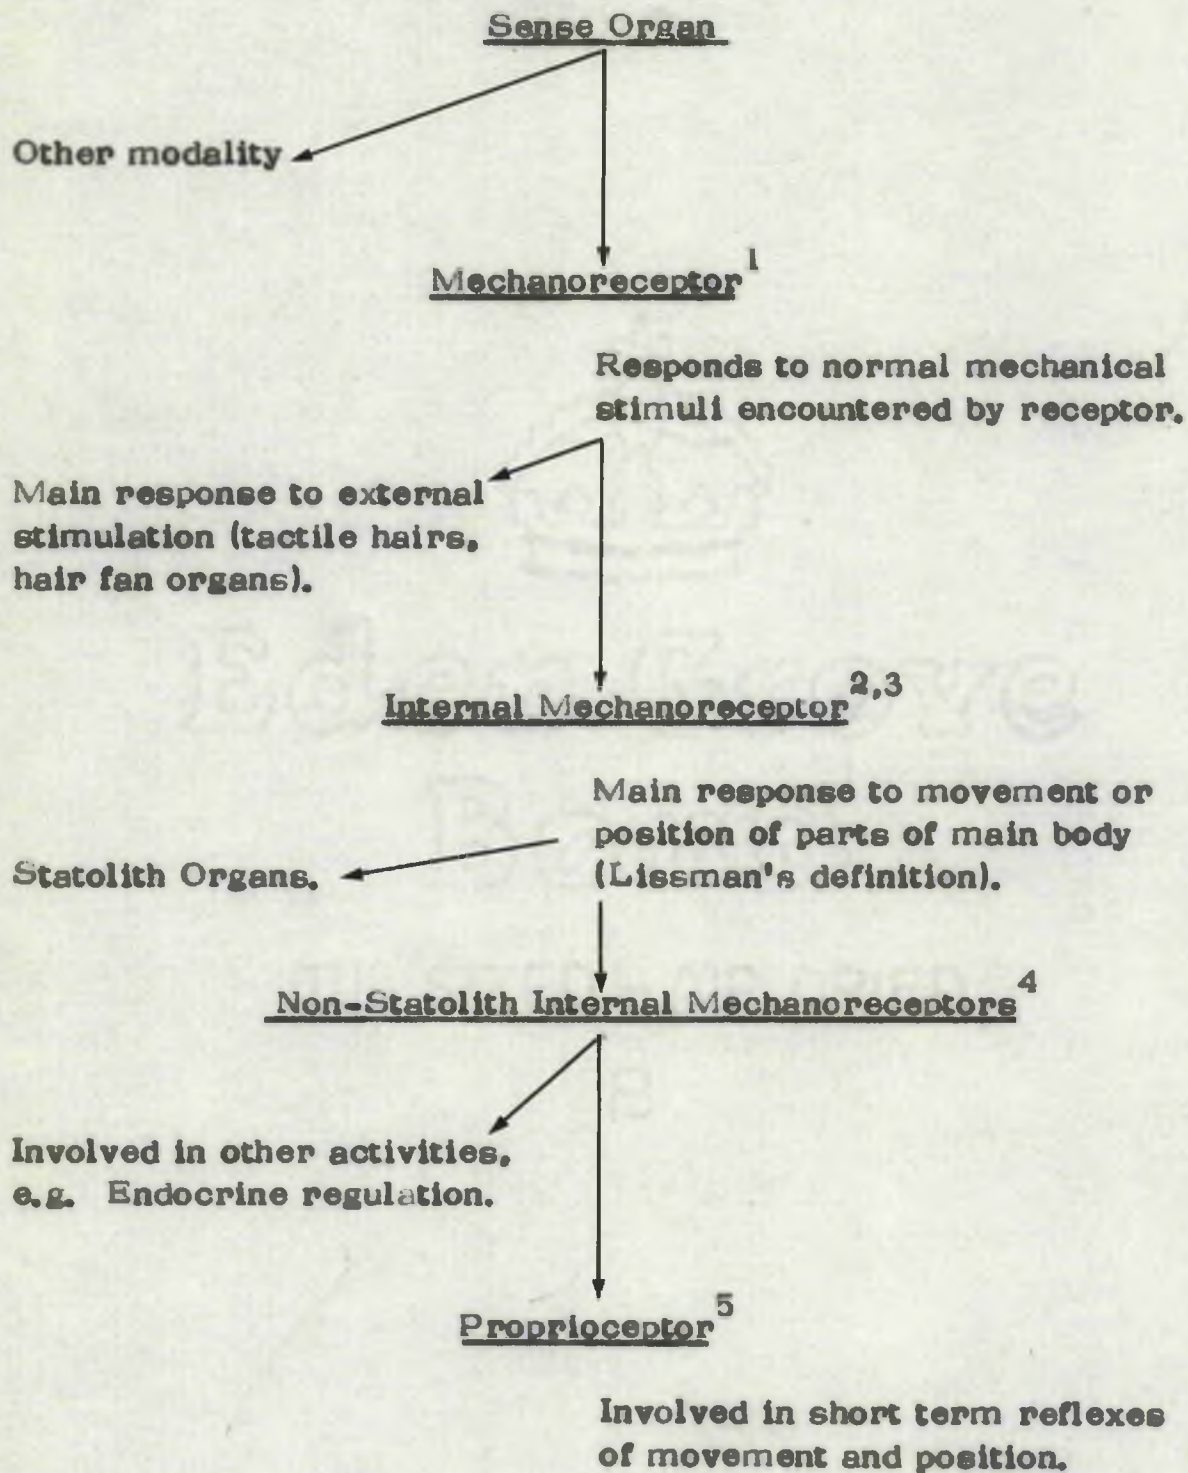 Sense Organ
Other modality
Mechanoreceptor 1
Responds to normal mechanical
stimuli encountered by receptor.
Main response to external
stimulation (tactile hairs,
hair fan organs).
Internal Mechanoreceptor 2,3
Main response to movement or
position of parts of main body
(Lissman's definition).
Statolith Organs.
Non-Statolith Internal Mechanoreceptors 4
Involved in other activities,
e.g. Endocrine regulation.
Proprioceptor 5
Involved in short term reflexes
of movement and position.